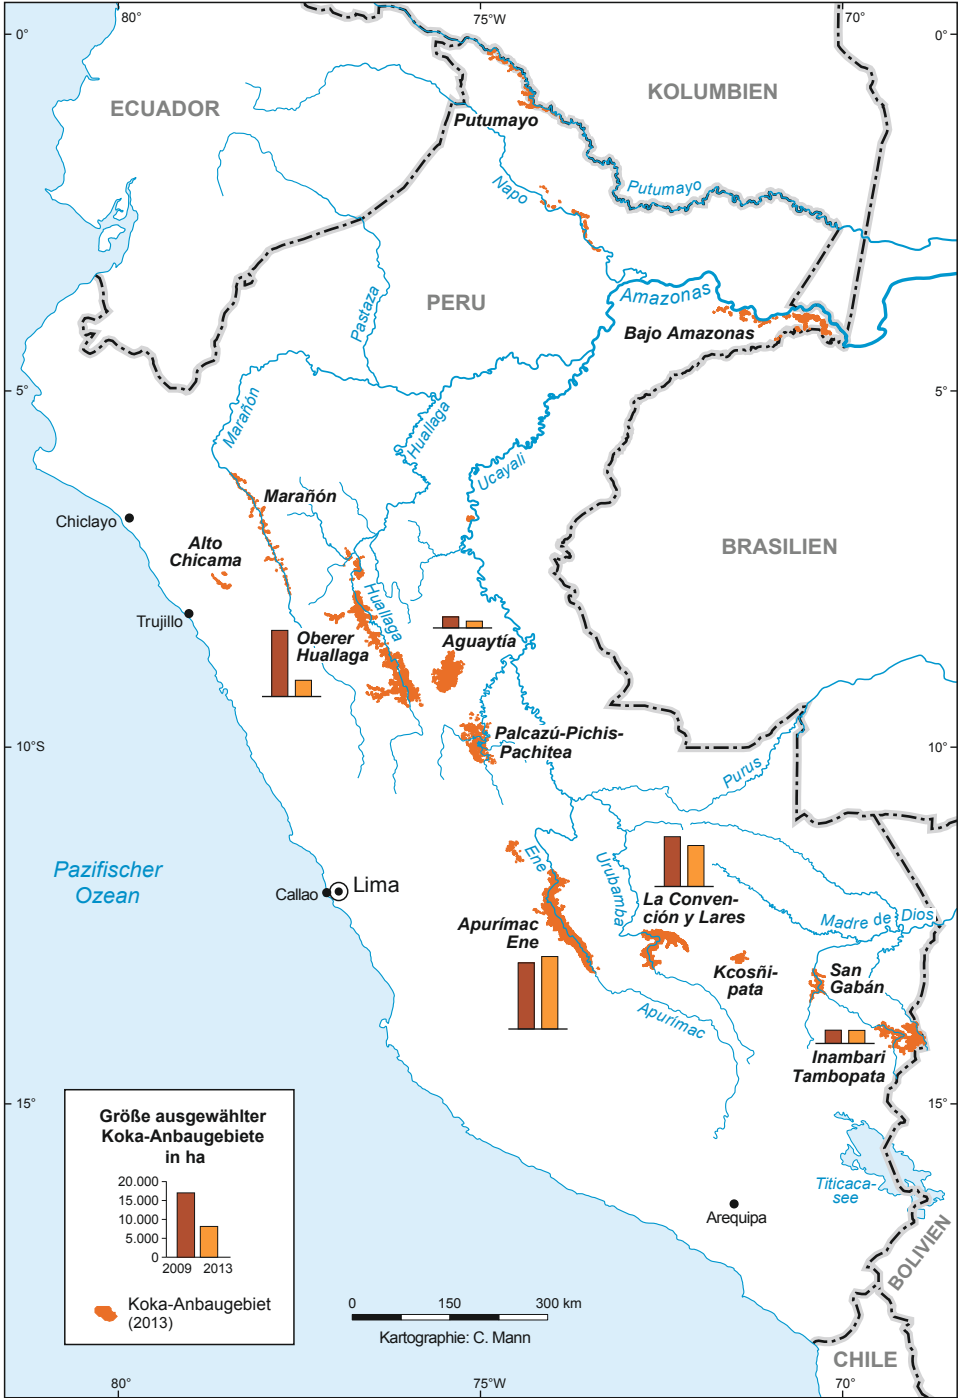 80°
75°W
70°
0°
0°
ECUADOR
KOLUMBIEN
Putumayo
Putumayo
Napo
Pastaza
PERU
Amazonas
Bajo Amazonas
5°
5°
Marañón
Huallaga
Ucayali
Marañón
Chiclayo
Alto
Chicama
BRASILIEN
Trujillo
Huallaga
Oberer
Huallaga
Aguaytía
10°S
10°
Palcazú-Pichis-
Pachitea
Purus
Pazifischer
Ozean
Ene
Urubamba
Callao
Lima
La Conven-
ción y Lares
Madre de Dios
Apurímac
Ene
Kcosñi-
pata
San
Gabán
Apurímac
Inambari
Tambopata
15°
15°
Größe ausgewählter
Koka-Anbaugebiete
in ha
20.000
15.000
10.000
5.000
0
2009
2013
Koka-Anbaugebiet
(2013)
Titicaca-
see
Arequipa
BOLIVIEN
0
150
300 km
Kartographie: C. Mann
CHILE
80°
75°W
70°